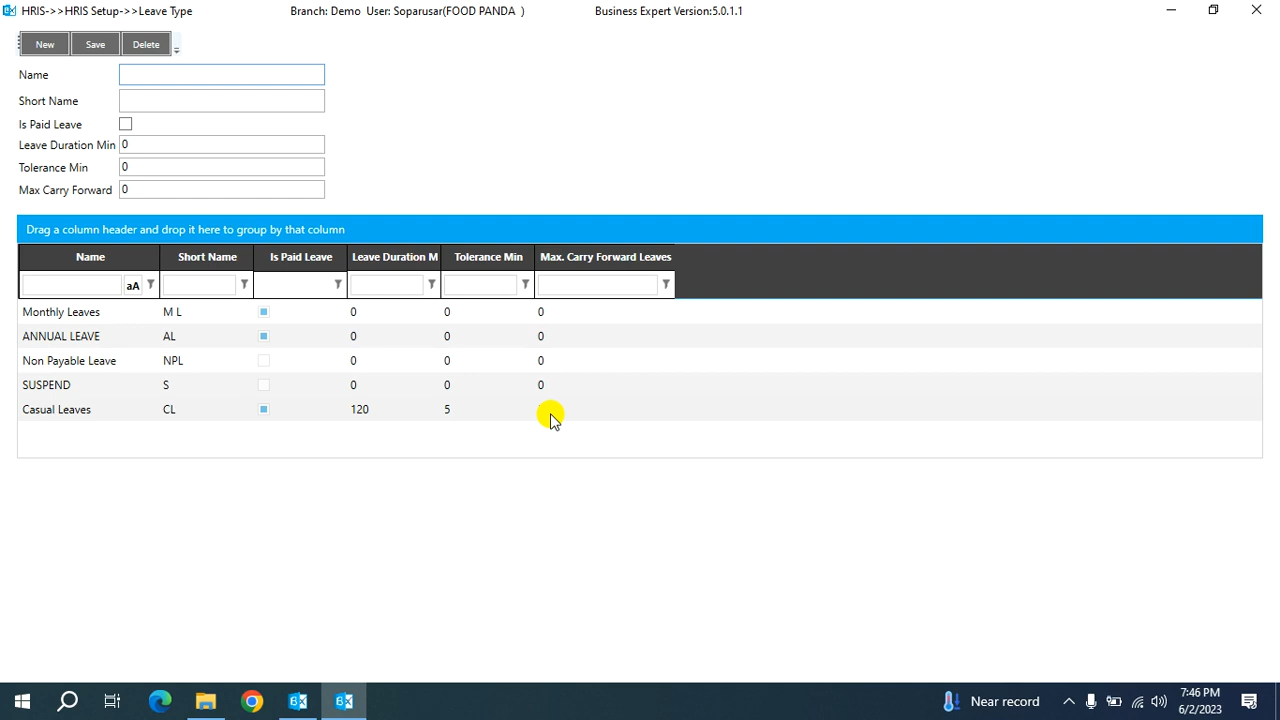 HRIS->>HRIS Setup->>Leave Type Branch: Demo User: Soparusar(FOOD PANDA ) Business Expert Version:5.0.1.1
New Save Delete
Name
Short Name
Is Paid Leave
Leave Duration Min 0
Tolerance Min 0
Max Carry Forward 0
Drag a column header and drop it here to group by that column
Name Short Name Is Paid Leave Leave Duration M Tolerance Min Max. Carry Forward Leaves
aA
Monthly Leaves M L 0 0 0
ANNUAL LEAVE AL 0 0 0
Non Payable Leave NPL 0 0 0
SUSPEND S 0 0 0
Casual Leaves CL 120 5
Near record 7:46 PM
6/2/2023